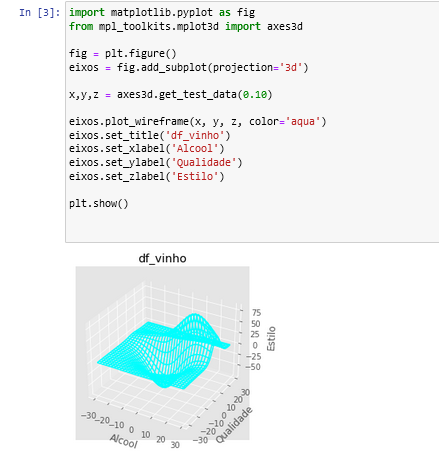 In [3]: import matplotlib.pyplot as fig
from mpl_toolkits.mplot3d import axes3d
fig = plt.figure()
eixos = fig.add_subplot(projection='3d')
x,y,z = axes3d.get_test_data(0.10)
eixos.plot_wireframe(x, y, z, color='aqua')
eixos.set_title('df_vinho')
eixos.set_xlabel('Alcool')
eixos.set_ylabel('Qualidade')
eixos.set_zlabel('Estilo')
plt.show()
df_vinho
75
50
25
0
−25
−50
Estilo
−30
−20
−10
0
10
20
30
Alcool
−30
−20
−10
0
10
20
30
Qualidade